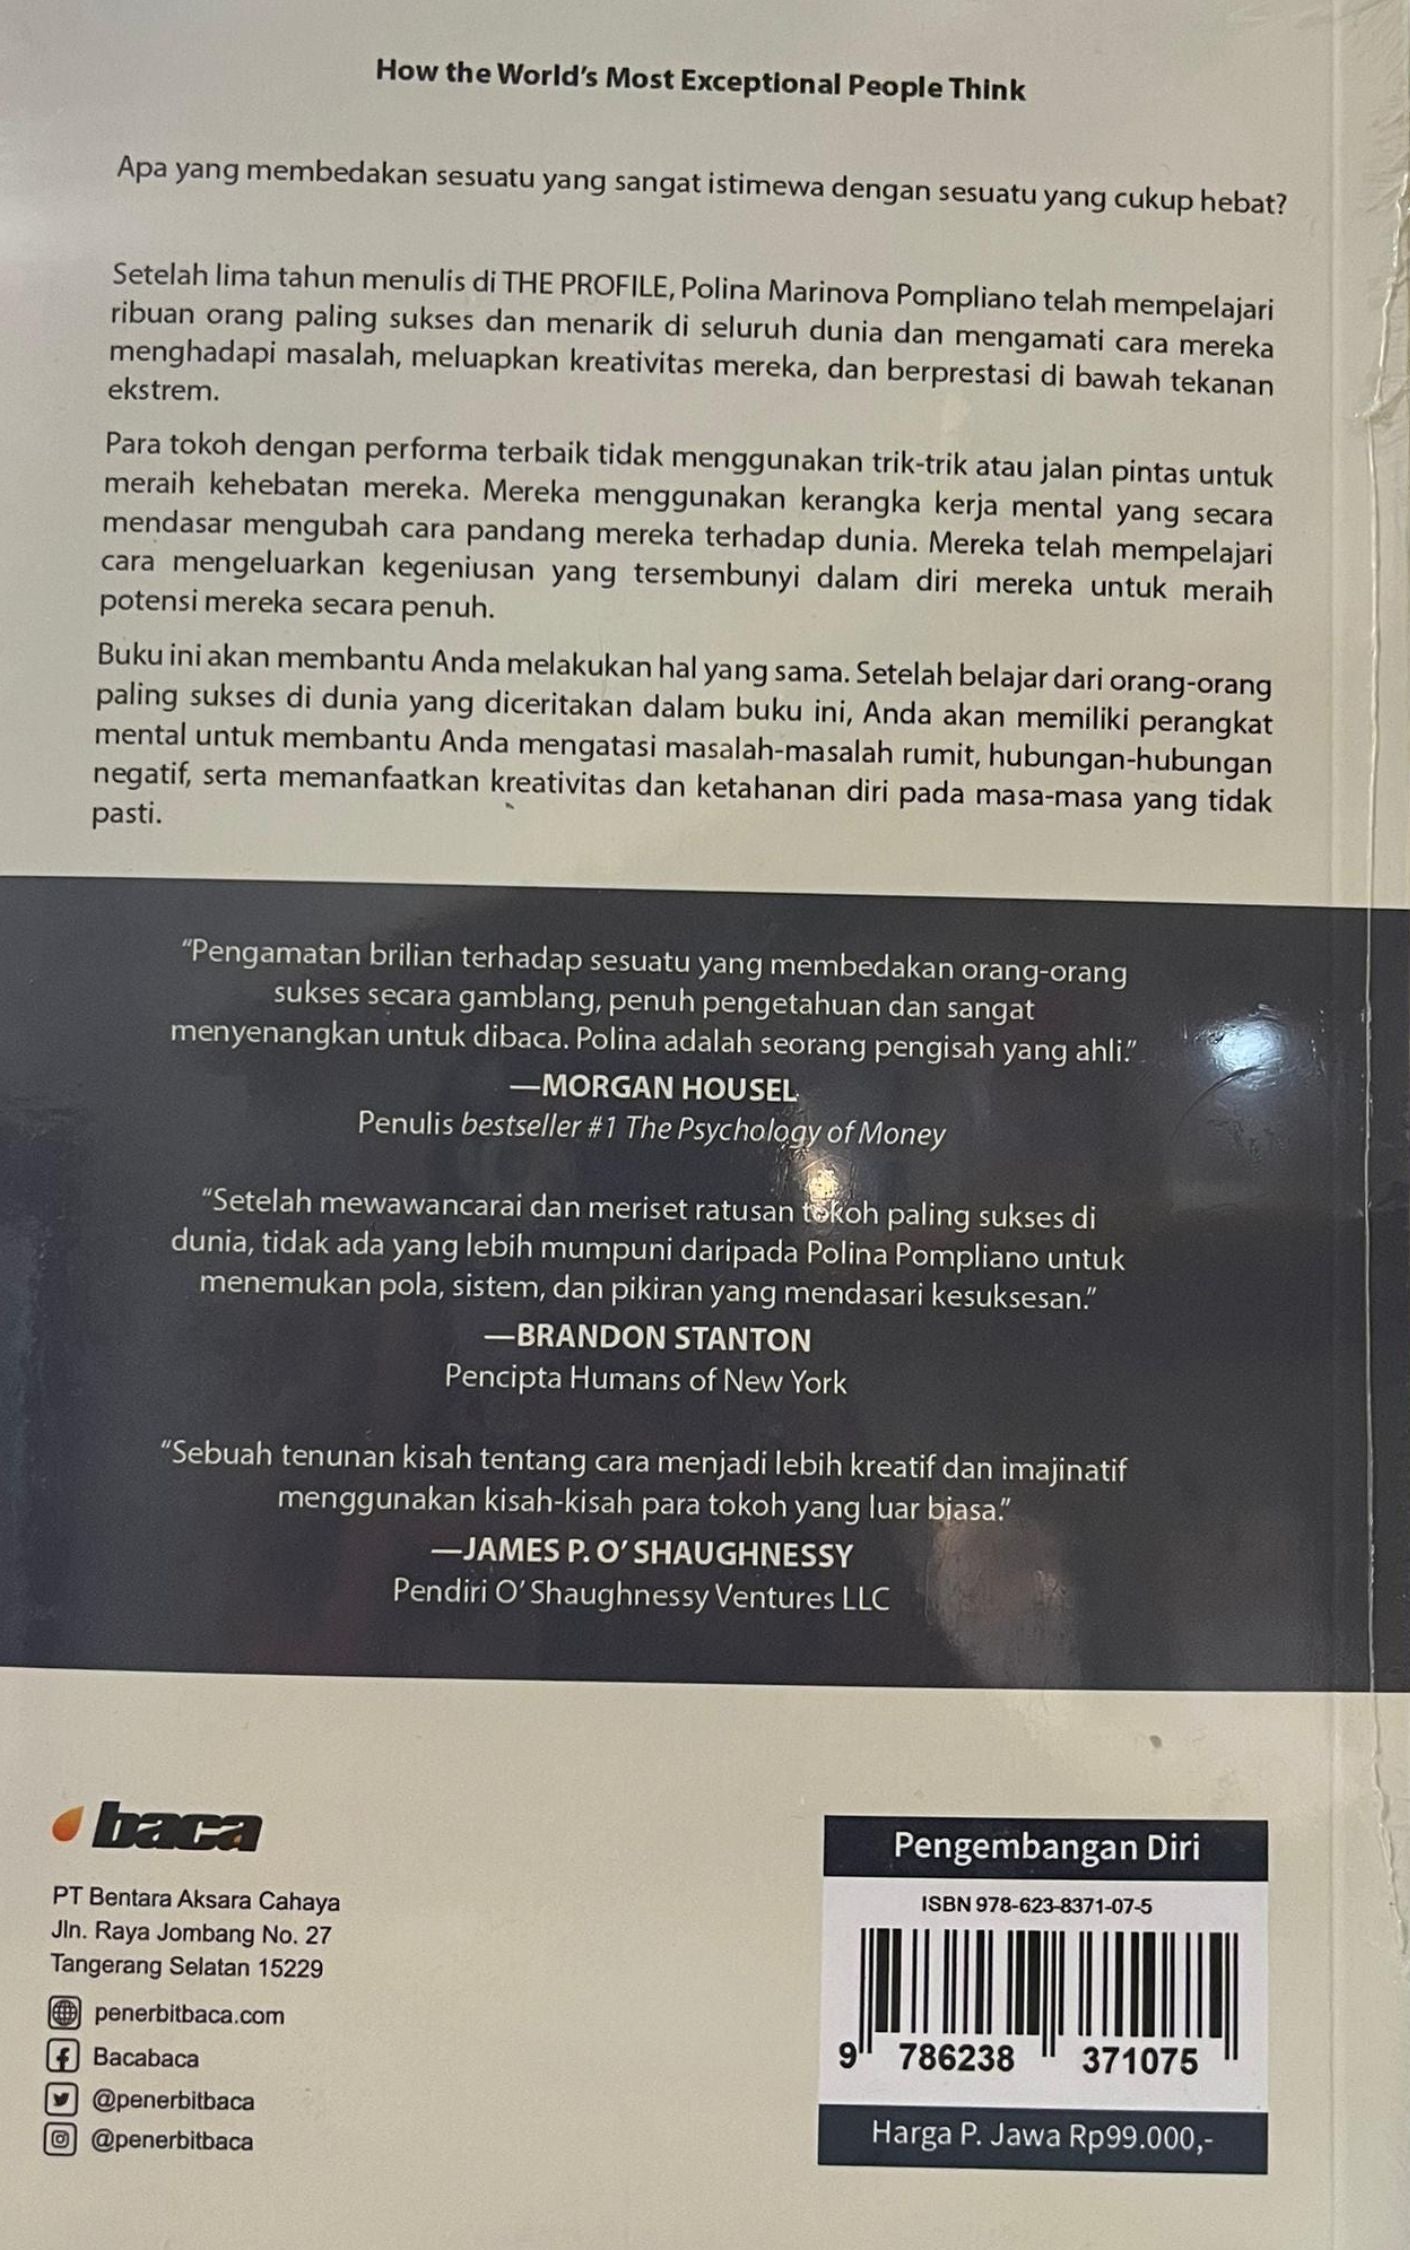 How the World's Most Exceptional People Think
Apa yang membedakan sesuatu yang sangat istimewa dengan sesuatu yang cukup hebat?
Setelah lima tahun menulis di THE PROFILE, Polina Marinova Pompliano telah mempelajari
ribuan orang paling sukses dan menarik di seluruh dunia dan mengamati cara mereka
menghadapi masalah, meluapkan kreativitas mereka, dan berprestasi di bawah tekanan
ekstrem.
Para tokoh dengan performa terbaik tidak menggunakan trik-trik atau jalan pintas untuk
meraih kehebatan mereka. Mereka menggunakan kerangka kerja mental yang secara
mendasar mengubah cara pandang mereka terhadap dunia. Mereka telah mempelajari
cara mengeluarkan kegeniusan yang tersembunyi dalam diri mereka untuk meraih
potensi mereka secara penuh.
Buku ini akan membantu Anda melakukan hal yang sama. Setelah belajar dari orang-orang
paling sukses di dunia yang diceritakan dalam buku ini, Anda akan memiliki perangkat
mental untuk membantu Anda mengatasi masalah-masalah rumit, hubungan-hubungan
negatif, serta memanfaatkan kreativitas dan ketahanan diri pada masa-masa yang tidak
pasti.
“Pengamatan brilian terhadap sesuatu yang membedakan orang-orang
sukses secara gamblang, penuh pengetahuan dan sangat
menyenangkan untuk dibaca. Polina adalah seorang pengisah yang ahli.”
—MORGAN HOUSEL
Penulis bestseller #1 The Psychology of Money
“Setelah mewawancarai dan meriset ratusan tokoh paling sukses di
dunia, tidak ada yang lebih mumpuni daripada Polina Pompliano untuk
menemukan pola, sistem, dan pikiran yang mendasari kesuksesan.”
—BRANDON STANTON
Pencipta Humans of New York
“Sebuah tenunan kisah tentang cara menjadi lebih kreatif dan imajinatif
menggunakan kisah-kisah para tokoh yang luar biasa.”
—JAMES P. O’ SHAUGHNESSY
Pendiri O’ Shaughnessy Ventures LLC
baca
PT Bentara Aksara Cahaya
Jln. Raya Jombang No. 27
Tangerang Selatan 15229
penerbitbaca.com
Bacabaca
@penerbitbaca
@penerbitbaca
Pengembangan Diri
ISBN 978-623-8371-07-5
9 786238 371075
Harga P. Jawa Rp99.000,-